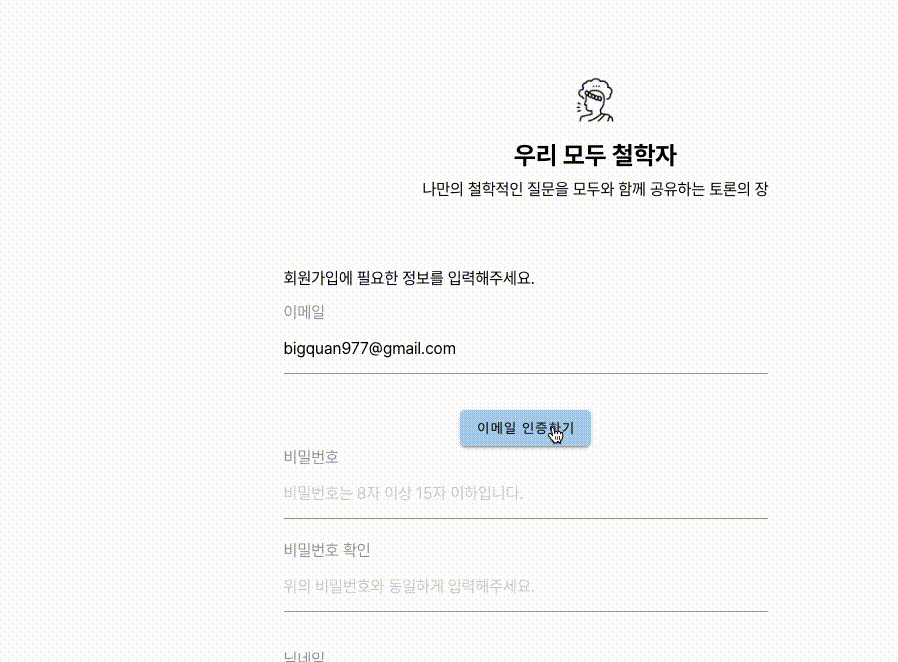 우리 모두 철학자
나만의 철학적인 질문을 모두와 함께 공유하는 토론의 장
회원가입에 필요한 정보를 입력해주세요.
이메일
bigquan977@gmail.com
이메일 인증하기
비밀번호
비밀번호는 8자 이상 15자 이하입니다.
비밀번호 확인
위의 비밀번호와 동일하게 입력해주세요.
닉네임